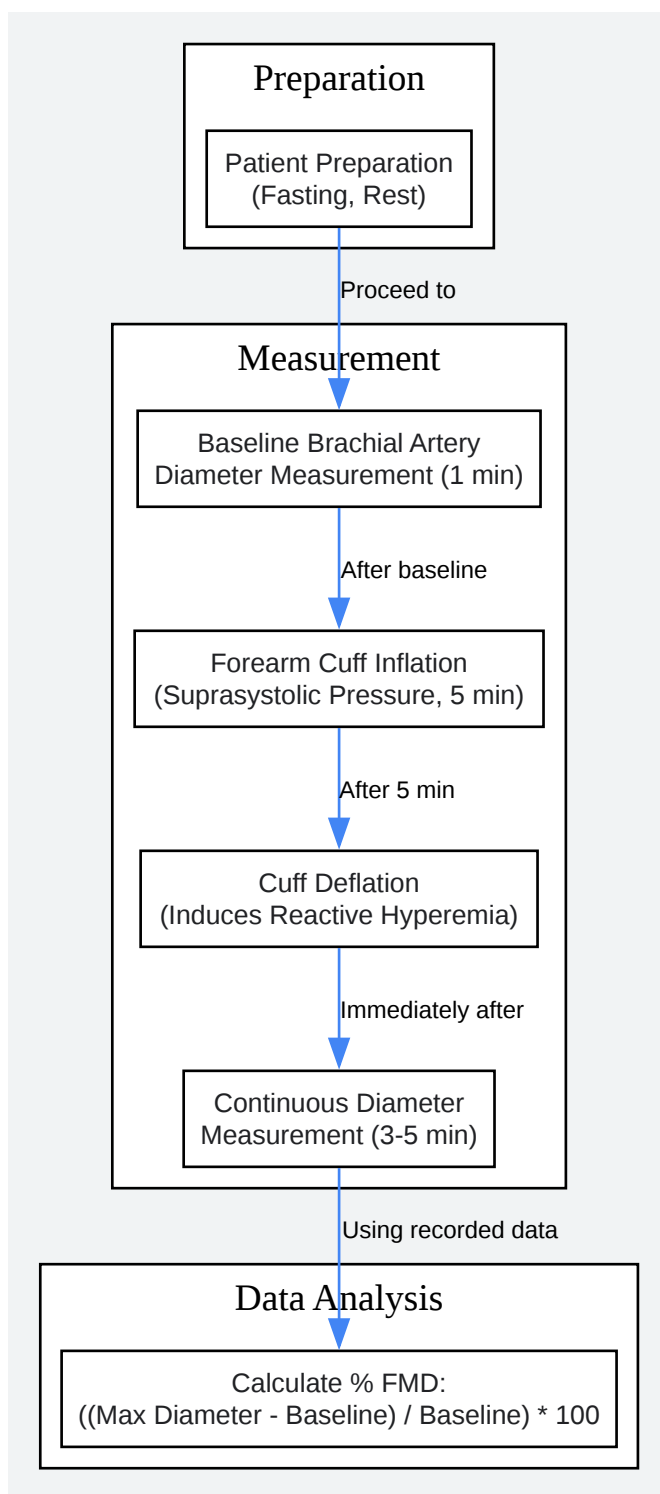 Preparation
Patient Preparation
(Fasting, Rest)
Proceed to
Measurement
Baseline Brachial Artery
Diameter Measurement (1 min)
After baseline
Forearm Cuff Inflation
(Suprasystolic Pressure, 5 min)
After 5 min
Cuff Deflation
(Induces Reactive Hyperemia)
Immediately after
Continuous Diameter
Measurement (3-5 min)
Using recorded data
Data Analysis
Calculate % FMD:
((Max Diameter - Baseline) / Baseline) * 100